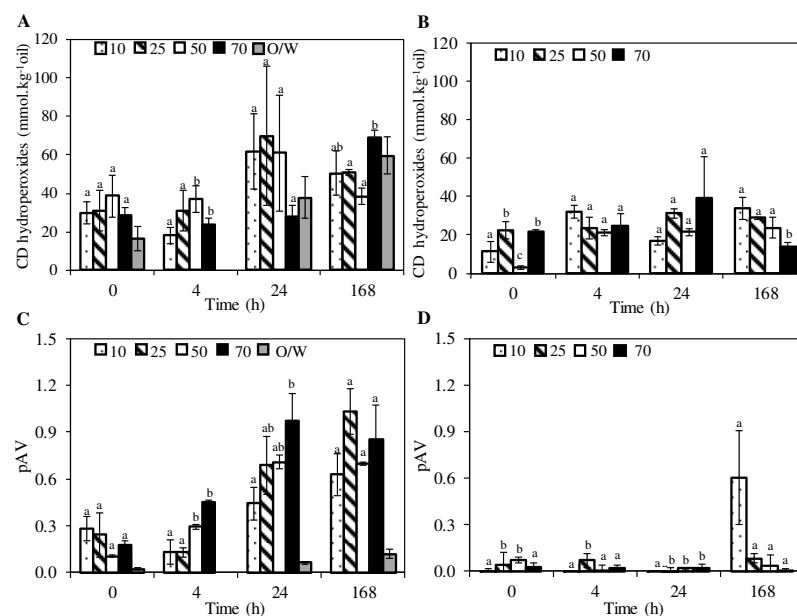 A
CD hydroperoxides (mmol.kg⁻¹oil)
120
100
80
60
40
20
0
10 25 50 70 O/W
a a a a
a a b b
a a a a
ab a a b
0 4 24 168
Time (h)
B
CD hydroperoxides (mmol.kg⁻¹oil)
120
100
80
60
40
20
0
10 25 50 70
a b c b
a a a a
a a a a
a a a b
0 4 24 168
Time (h)
C
pAV
1.5
1.2
0.9
0.6
0.3
0.0
10 25 50 70 O/W
a a a a
a a b b
a ab ab b
a a a a
0 4 24 168
Time (h)
D
pAV
1.5
1.2
0.9
0.6
0.3
0.0
10 25 50 70
a b b a
a b a a
a b b b
a a a a
0 4 24 168
Time (h)